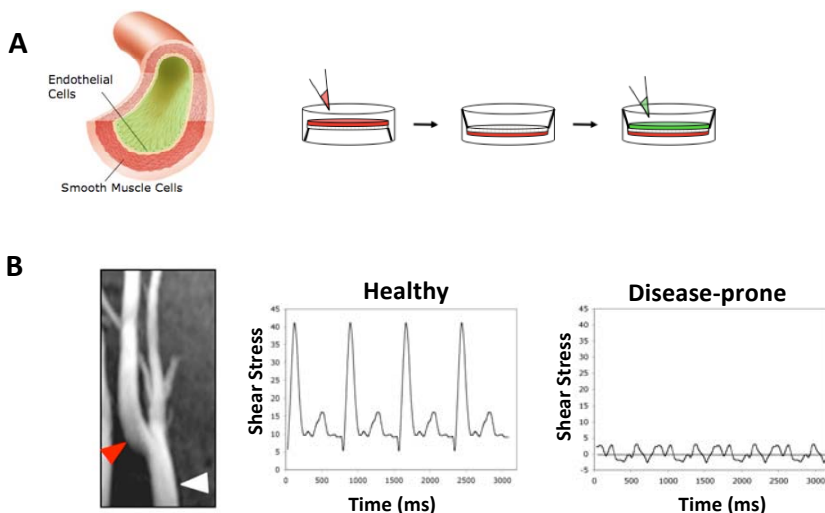 A
Endothelial
Cells
Smooth Muscle Cells
B
Healthy
Shear Stress
45
40
35
30
25
20
15
10
5
0
0 500 1000 1500 2000 2500 3000
Time (ms)
Disease-prone
Shear Stress
45
40
35
30
25
20
15
10
5
0
-5
0 500 1000 1500 2000 2500 3000
Time (ms)